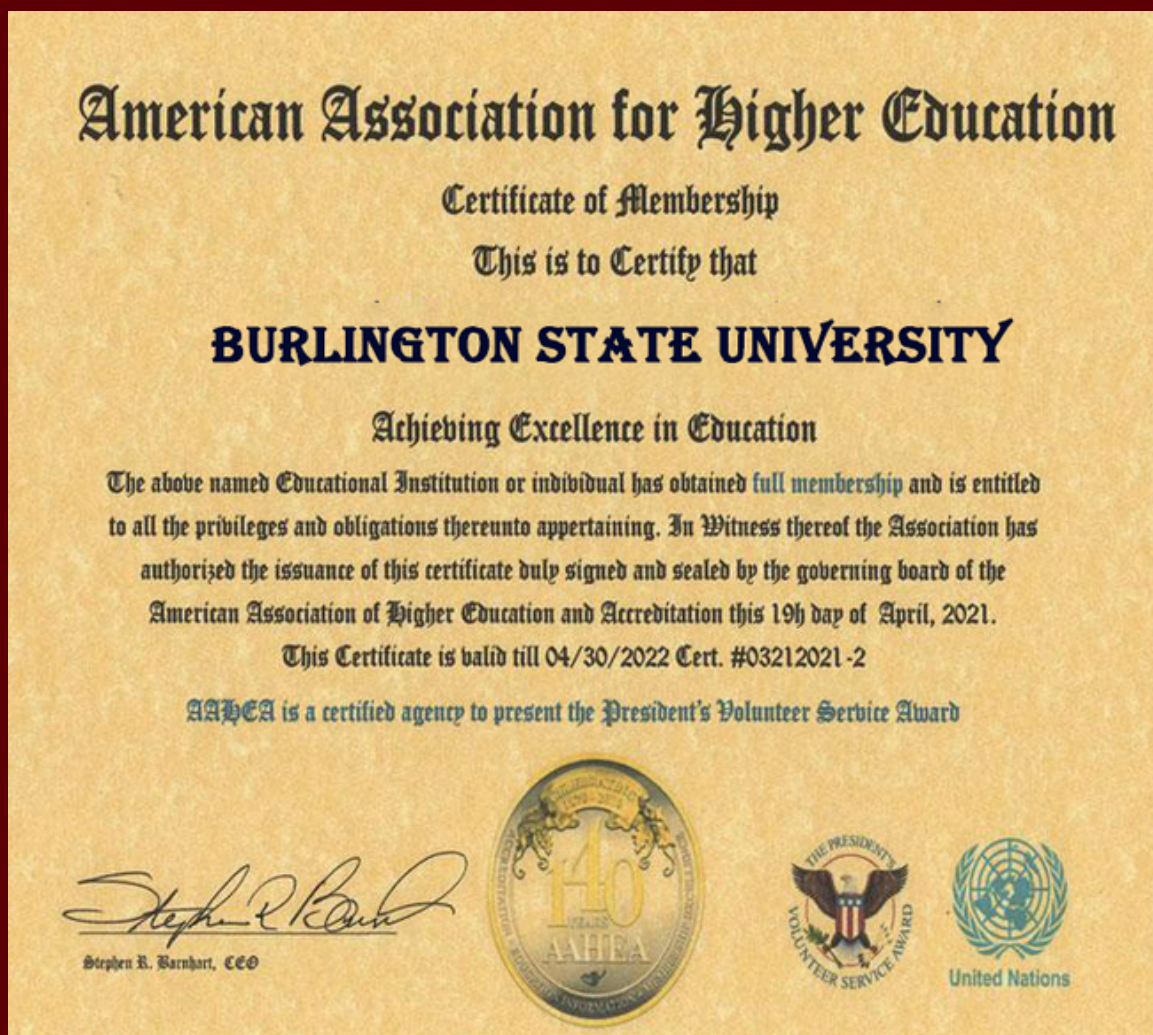 American Association for Higher Education
Certificate of Membership
This is to Certify that
BURLINGTON STATE UNIVERSITY
Achieving Excellence in Education
The above named Educational Institution or individual has obtained full membership and is entitled
to all the privileges and obligations thereunto appertaining. In Witness thereof the Association has
authorized the issuance of this certificate duly signed and sealed by the governing board of the
American Association of Higher Education and Accreditation this 19h day of April, 2021.
This Certificate is valid till 04/30/2022 Cert. #03212021-2
AAHEA is a certified agency to present the President's Volunteer Service Award
140
YEARS
AAHEA
ACCREDITATION
THE PRESIDENT'S
VOLUNTEER SERVICE AWARD
United Nations
Stephen R. Barnhart, CEO